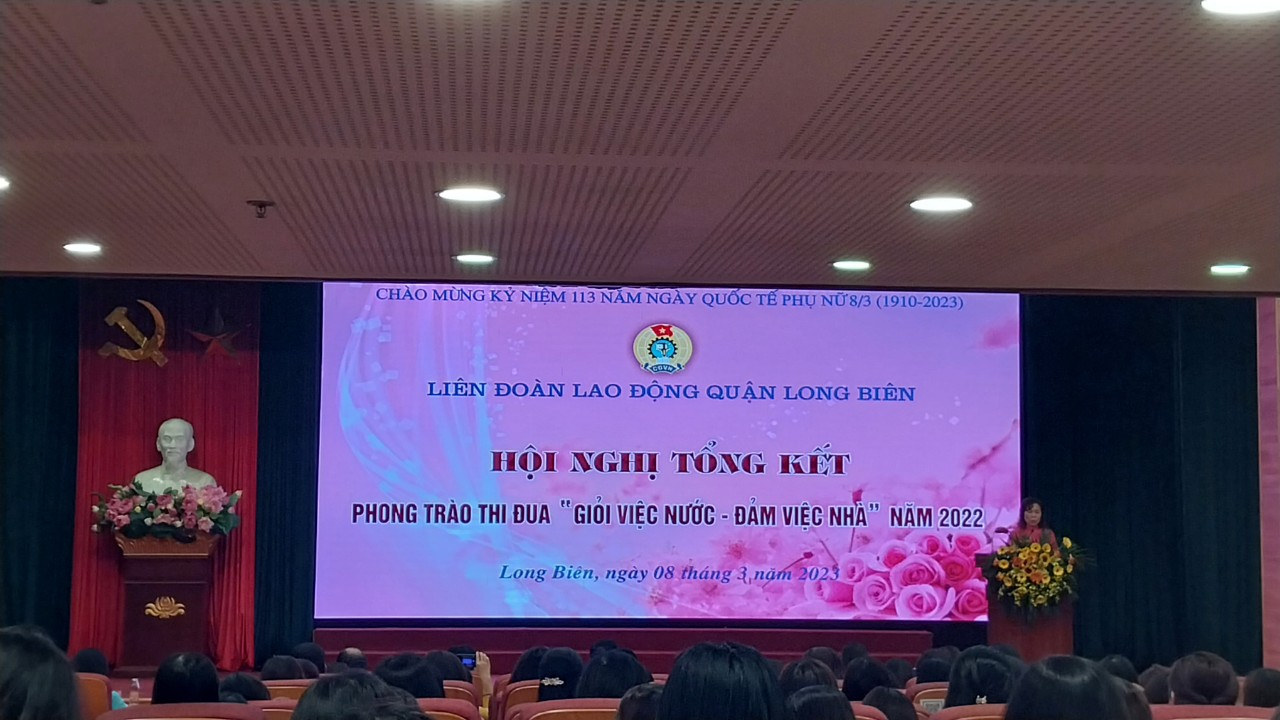 CHÀO MỪNG KỶ NIỆM 113 NĂM NGÀY QUỐC TẾ PHỤ NỮ 8/3 (1910-2023)
LIÊN ĐOÀN LAO ĐỘNG QUẬN LONG BIÊN
HỘI NGHỊ TỔNG KẾT
PHONG TRÀO THI ĐUA "GIỎI VIỆC NƯỚC - ĐẢM VIỆC NHÀ" NĂM 2022
Long Biên, ngày 08 tháng 3 năm 2023